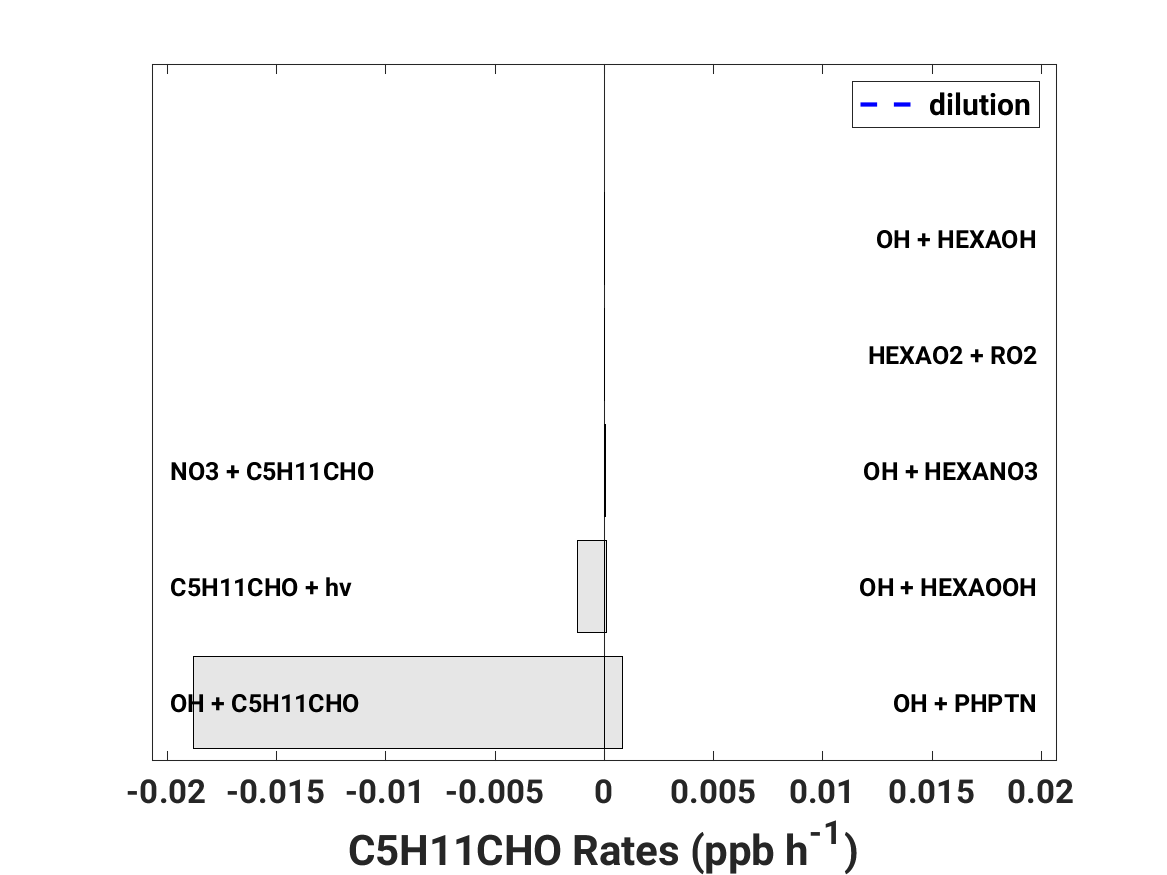 dilution
OH + HEXAOH
HEXAO2 + RO2
NO3 + C5H11CHO OH + HEXANO3
C5H11CHO + hv OH + HEXAOOH
OH + C5H11CHO OH + PHPTN
-0.02 -0.015 -0.01 -0.005 0 0.005 0.01 0.015 0.02
C5H11CHO Rates (ppb h⁻¹)